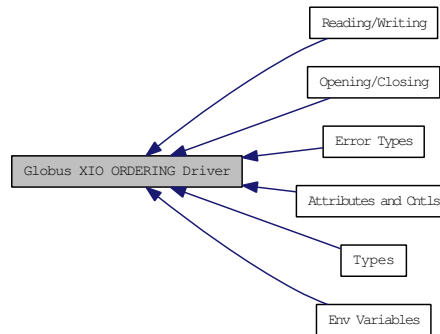 Reading/Writing
Opening/Closing
Error Types
Globus XIO ORDERING Driver
Attributes and Cntls
Types
Env Variables